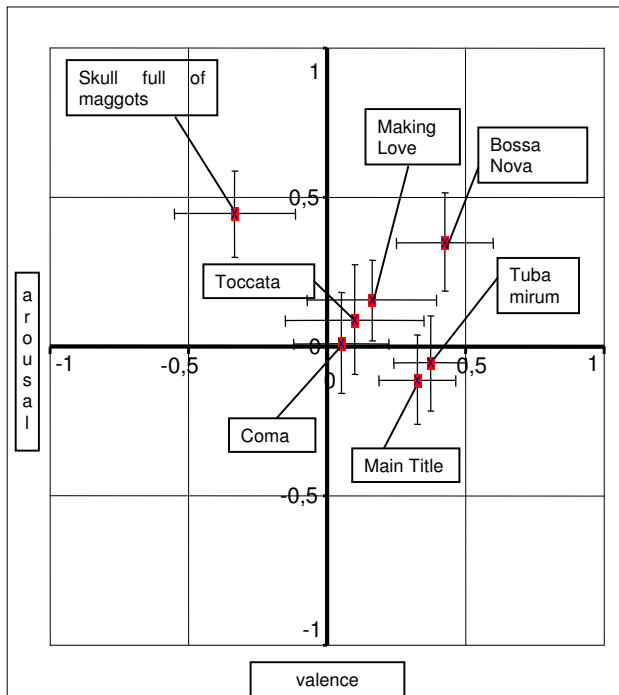 1
Skull full of
maggots
Making
Love
Bossa
Nova
0,5
Toccata
Tuba
mirum
arousal
-1
-0,5
0
0
0,5
1
Coma
Main Title
-0,5
-1
valence